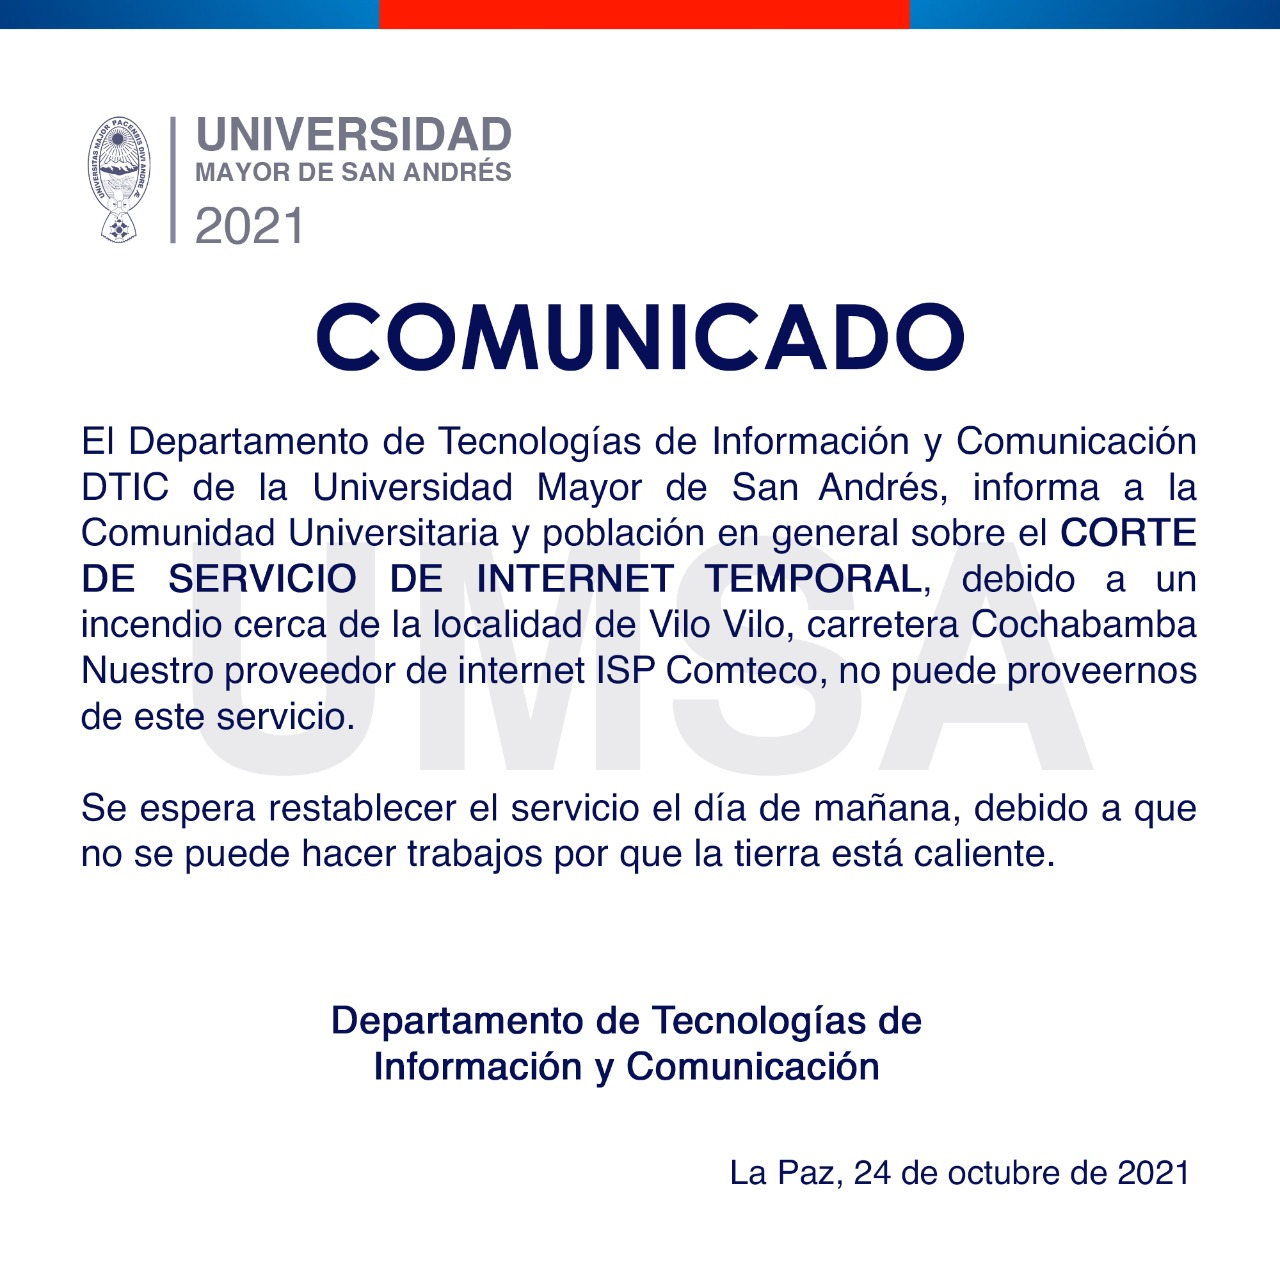 UNIVERSITAS MAJOR PACENSIS DIVI ANDRE Æ
UNIVERSIDAD
MAYOR DE SAN ANDRÉS
2021
COMUNICADO
El Departamento de Tecnologías de Información y Comunicación
DTIC de la Universidad Mayor de San Andrés, informa a la
Comunidad Universitaria y población en general sobre el CORTE
DE SERVICIO DE INTERNET TEMPORAL, debido a un
incendio cerca de la localidad de Vilo Vilo, carretera Cochabamba
Nuestro proveedor de internet ISP Comteco, no puede proveernos
de este servicio.
UMSA
Se espera restablecer el servicio el día de mañana, debido a que
no se puede hacer trabajos por que la tierra está caliente.
Departamento de Tecnologías de
Información y Comunicación
La Paz, 24 de octubre de 2021